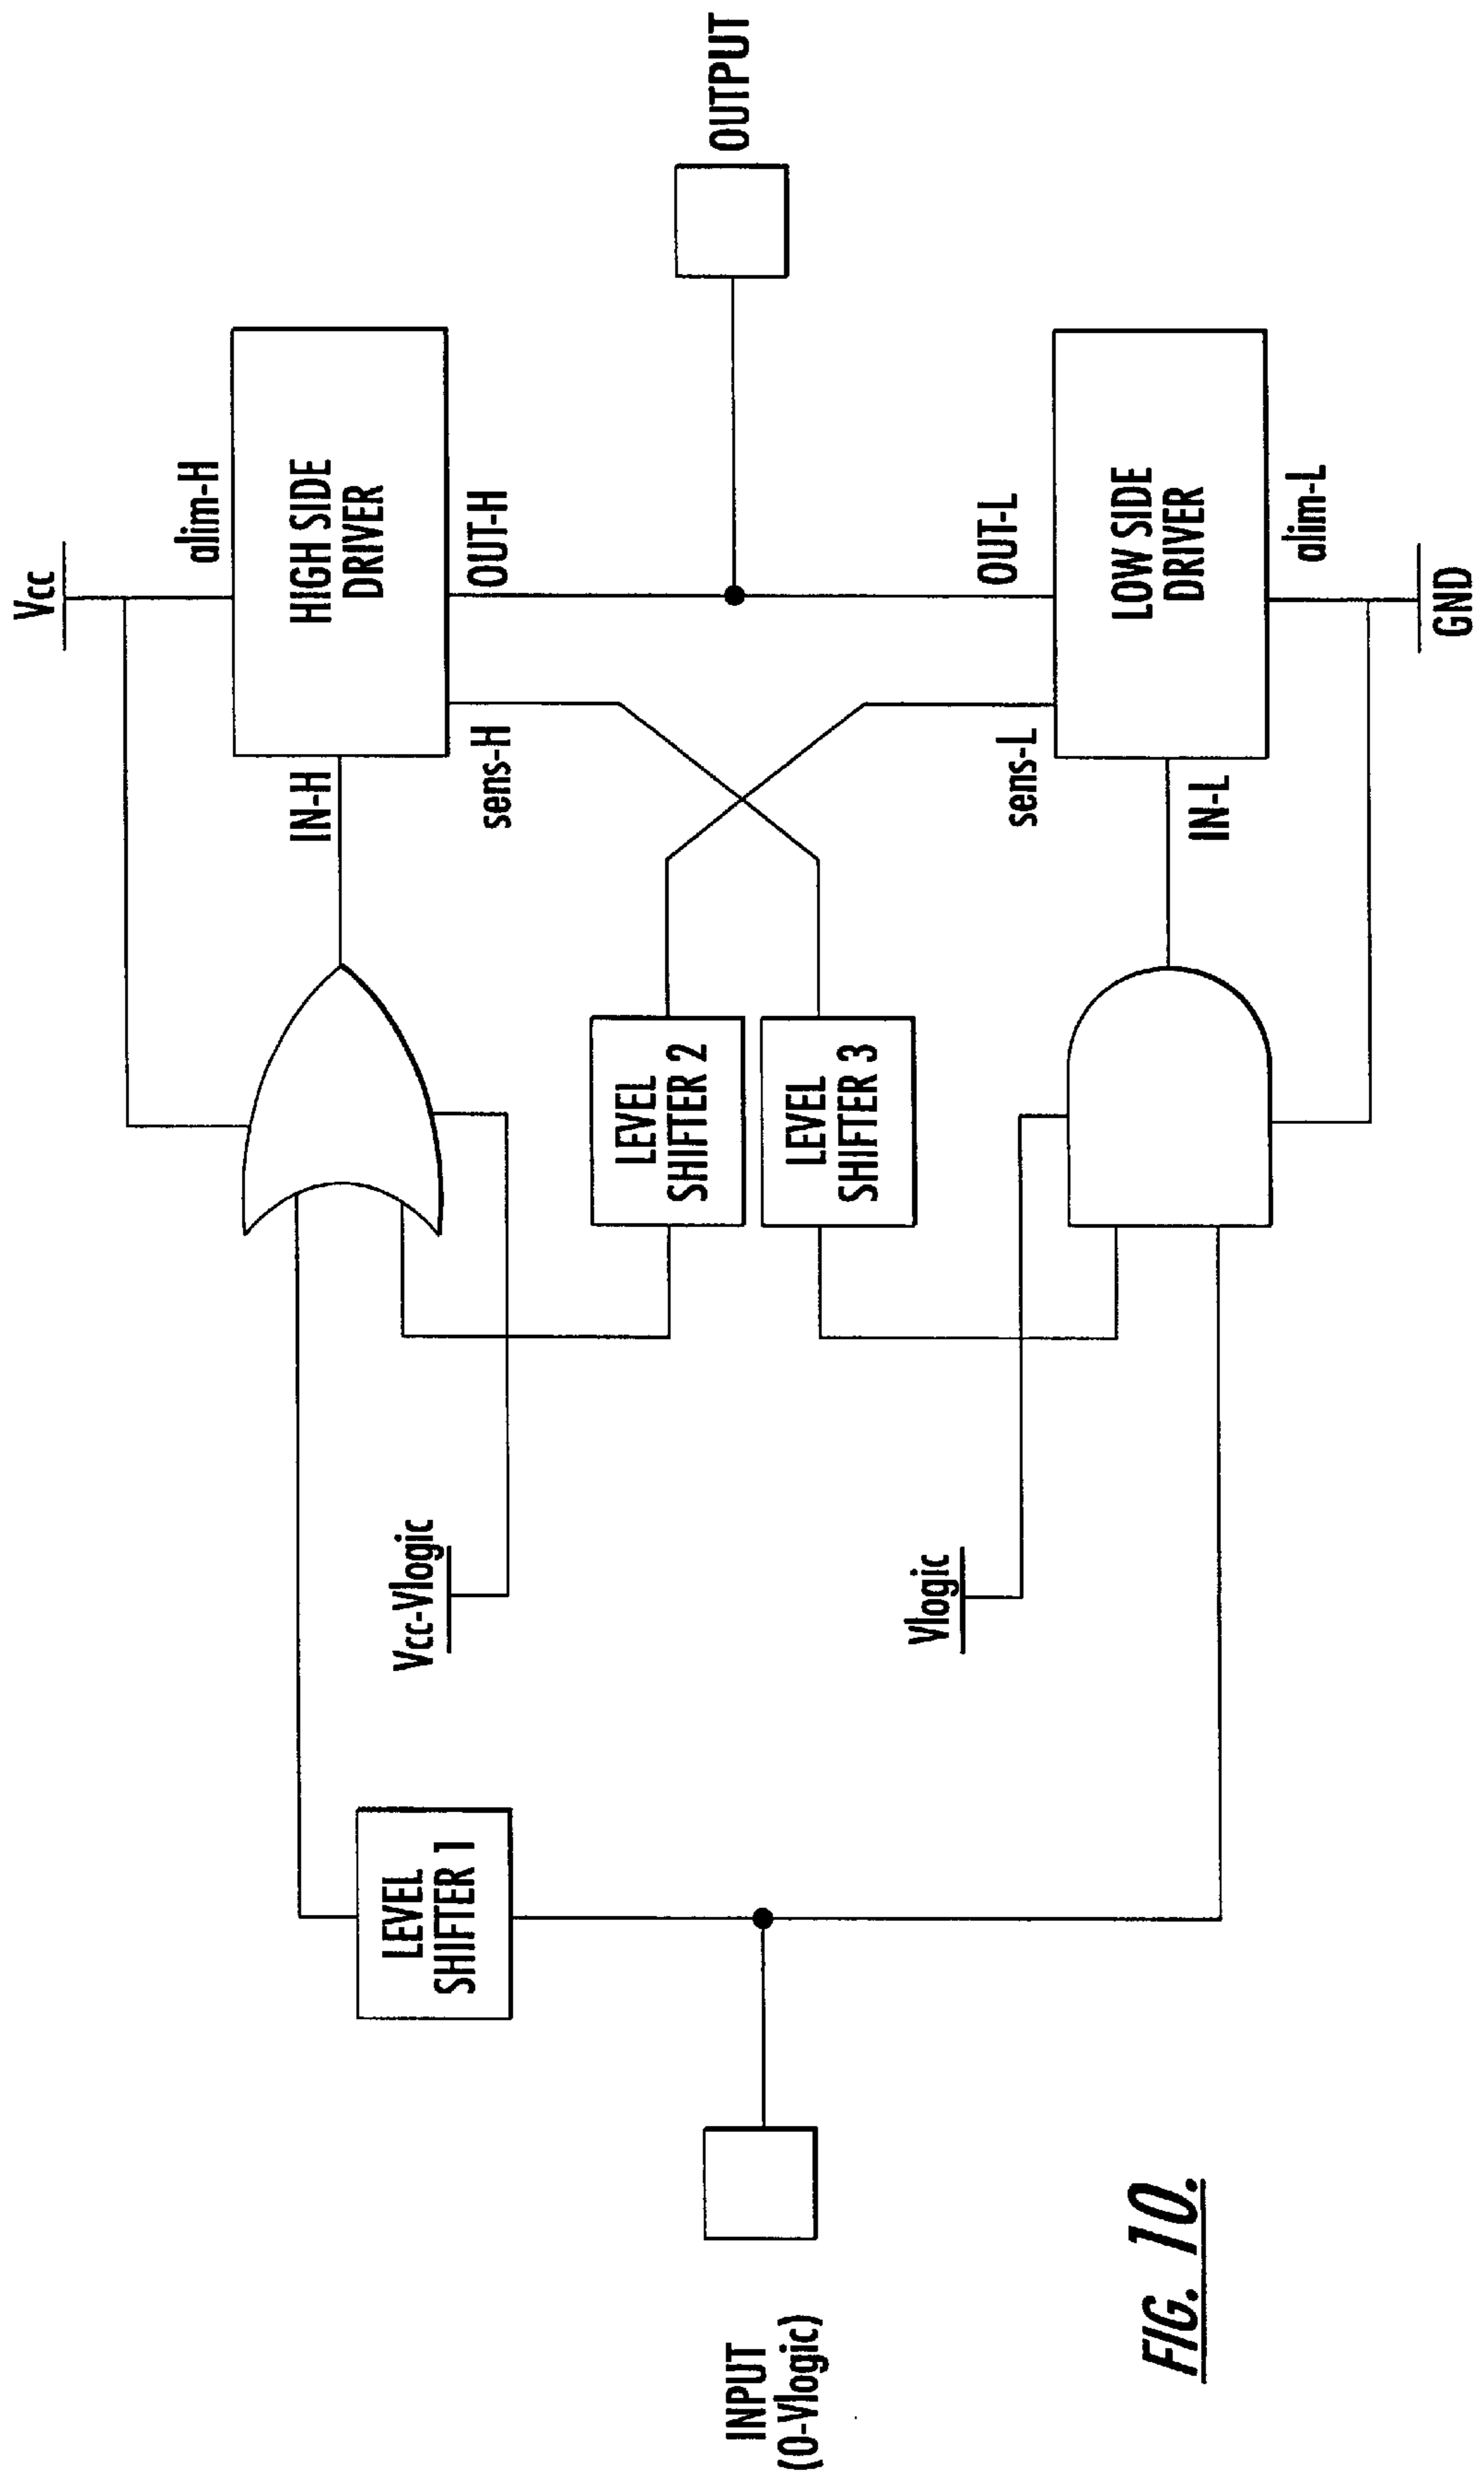 Vcc
alim-H
HIGH SIDE
DRIVER
IN-H
sens-H
OUT-H
OUTPUT
LEVEL
SHIFTER 1
Vcc-Vlogic
LEVEL
SHIFTER 2
LEVEL
SHIFTER 3
INPUT
(0-Vlogic)
Vlogic
sens-L
OUT-L
LOW SIDE
DRIVER
IN-L
alim-L
GND
FIG. 10.